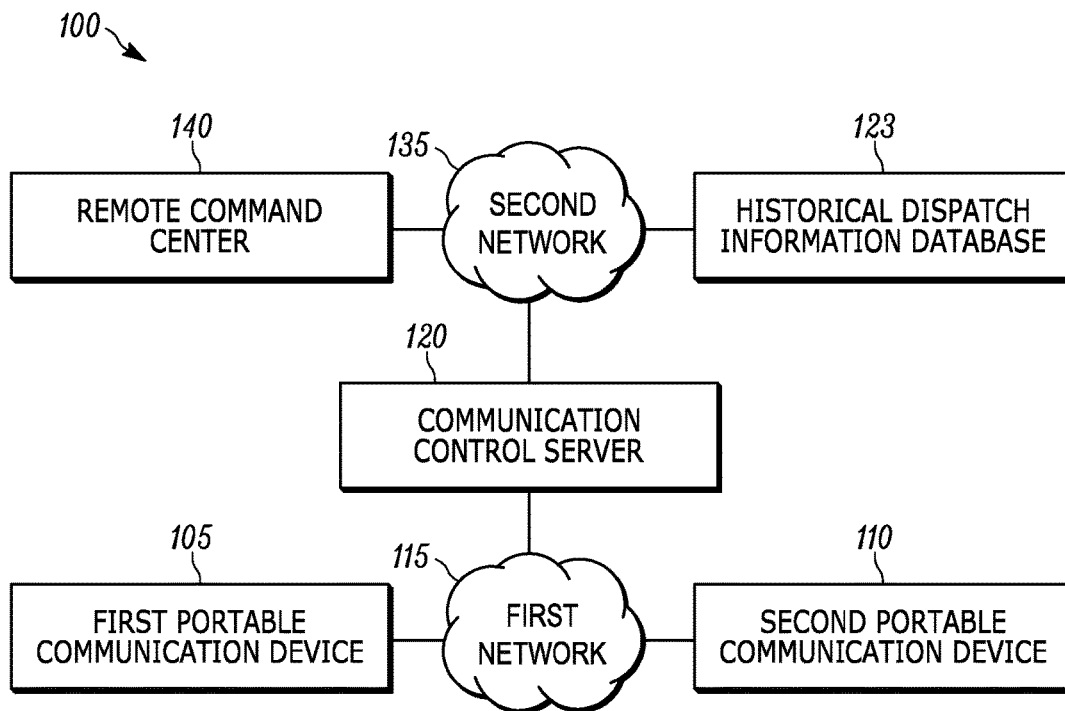 100
140
135
123
REMOTE COMMAND
CENTER
SECOND
NETWORK
HISTORICAL DISPATCH
INFORMATION DATABASE
120
COMMUNICATION
CONTROL SERVER
105
115
110
FIRST PORTABLE
COMMUNICATION DEVICE
FIRST
NETWORK
SECOND PORTABLE
COMMUNICATION DEVICE